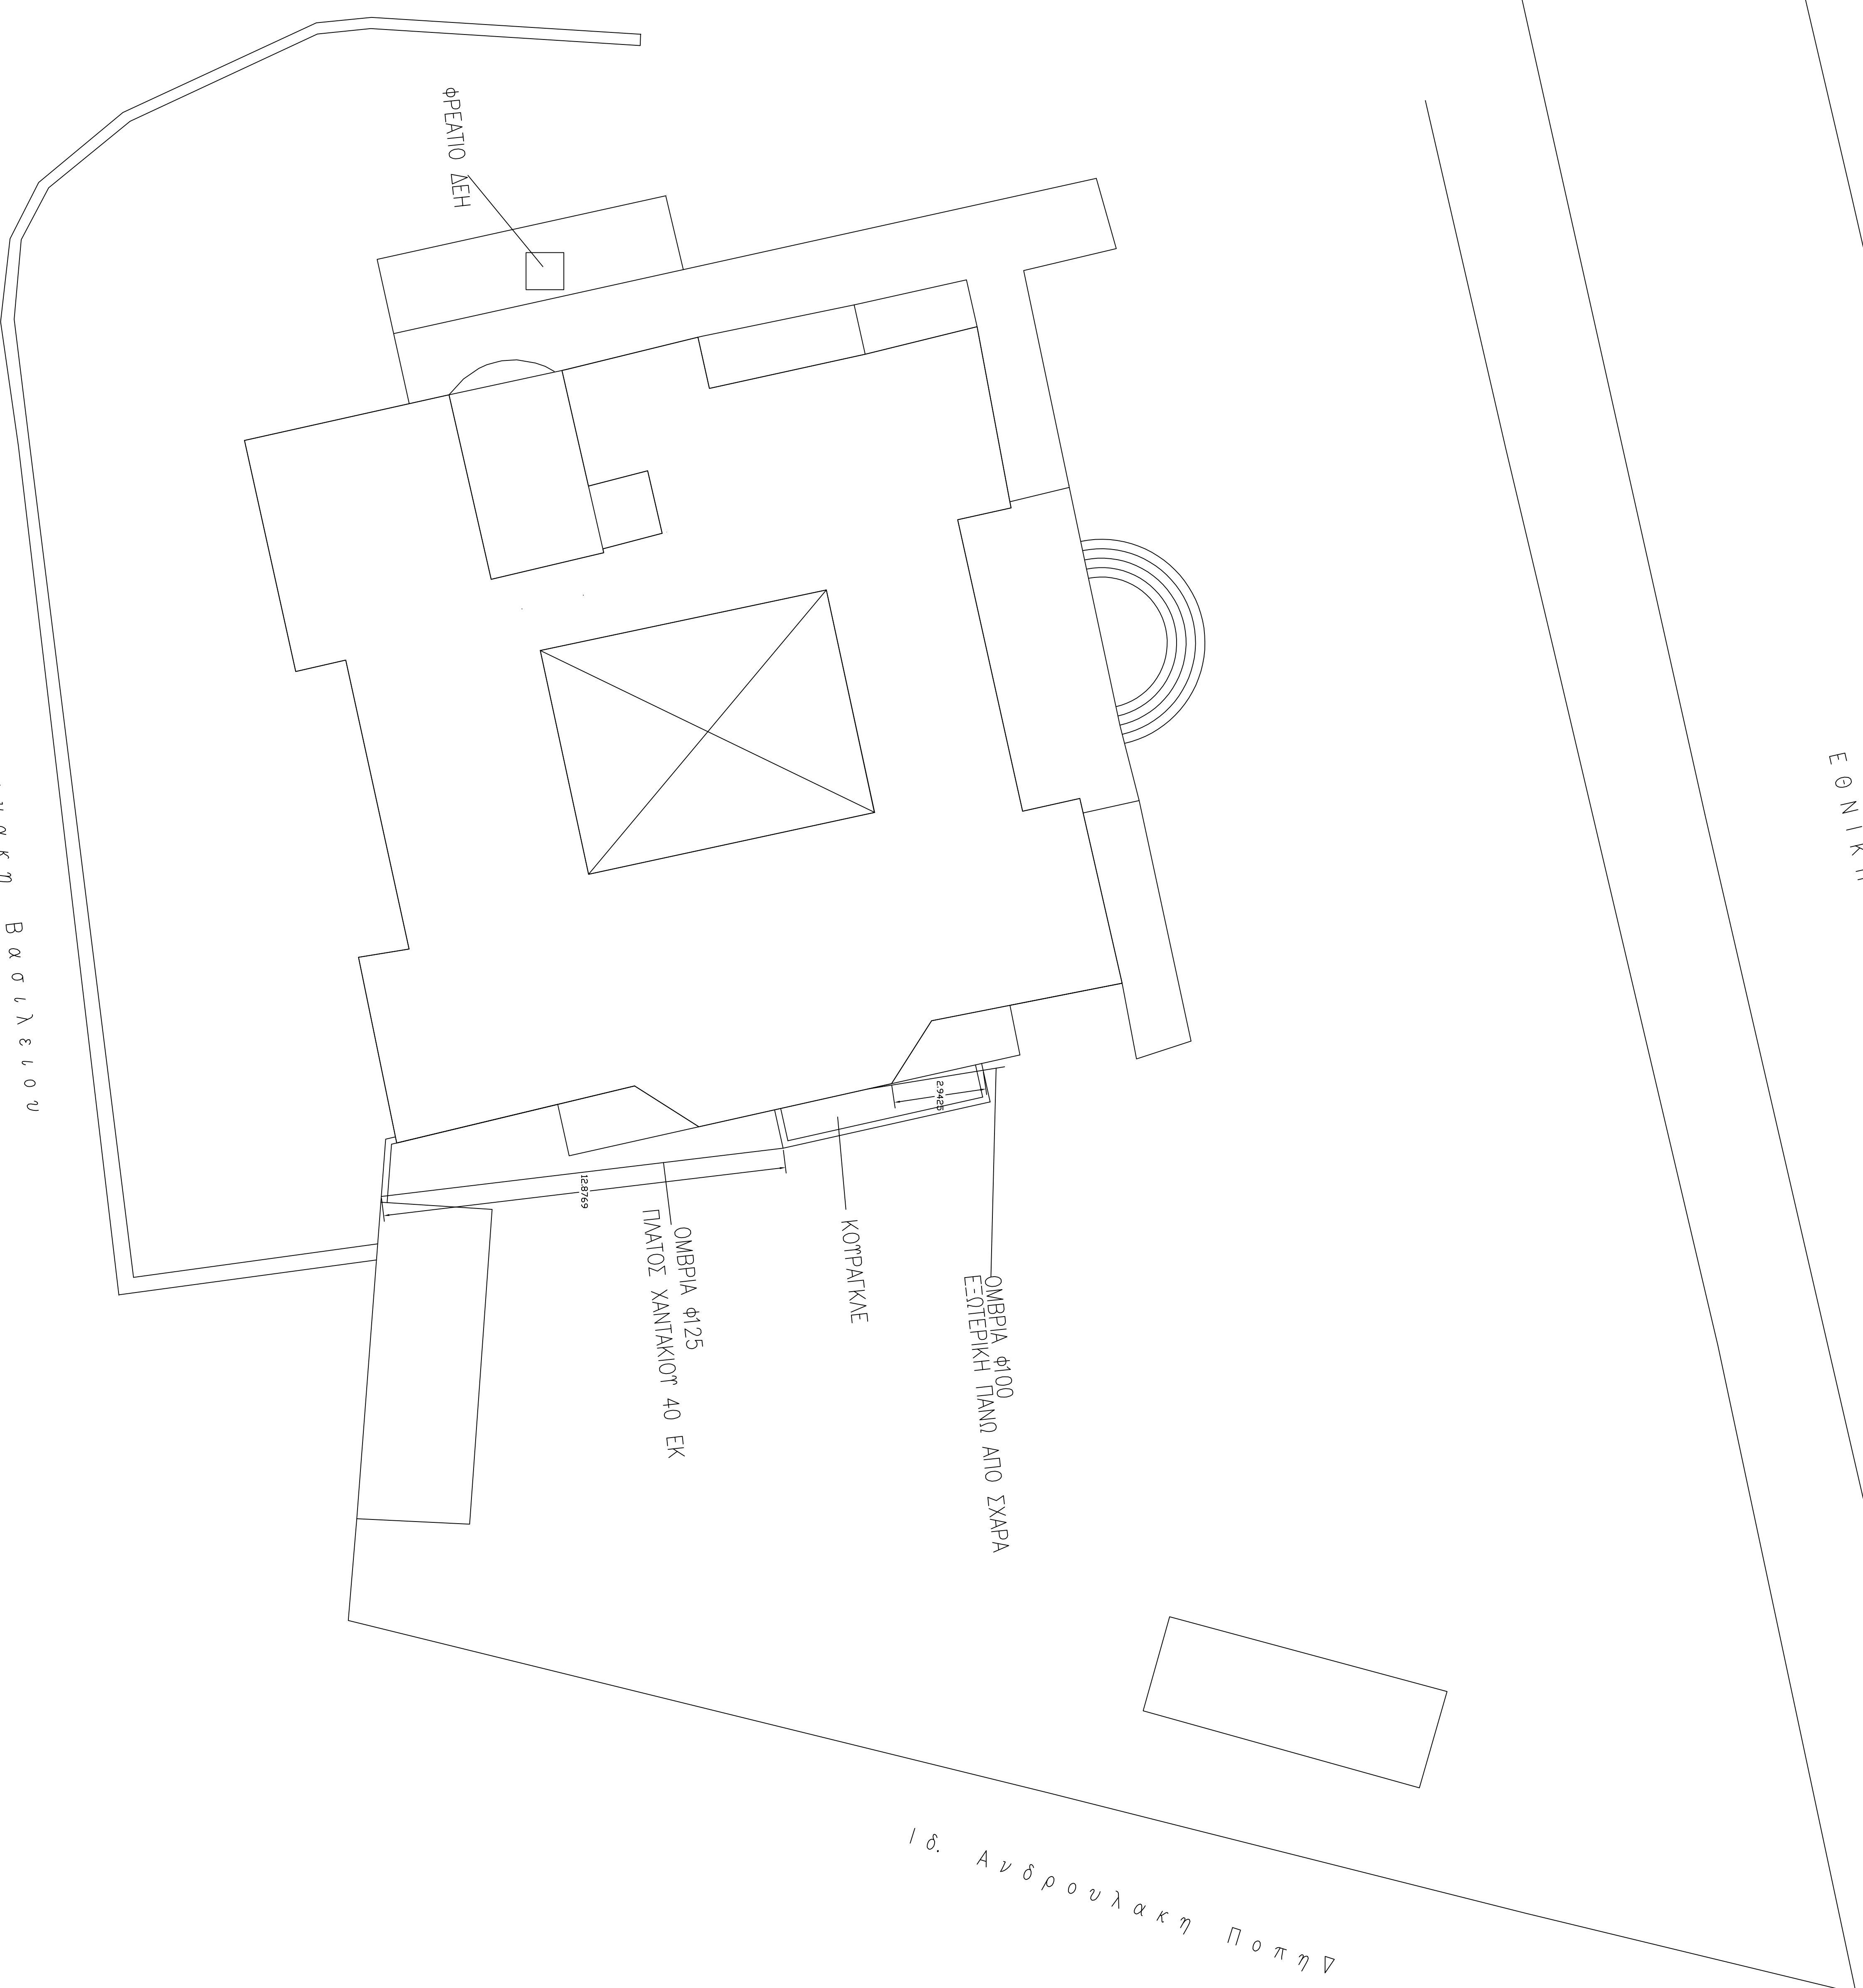 ΦΡΕΑΤΙΟ ΔΕΗ
Βασιλειου
2.9425
12.8769
ΟΜΒΡΙΑ Φ125
ΠΛΑΤΟΣ ΧΑΝΤΑΚΙΟΥ 40 ΕΚ
ΚΟΥΡΑΓΚΛΕ
ΟΜΒΡΙΑ Φ100
ΕΞΩΤΕΡΙΚΗ ΠΑΝΩ ΑΠΟ ΣΧΑΡΑ
Ιδ. Ανδρουλακη Ποπη